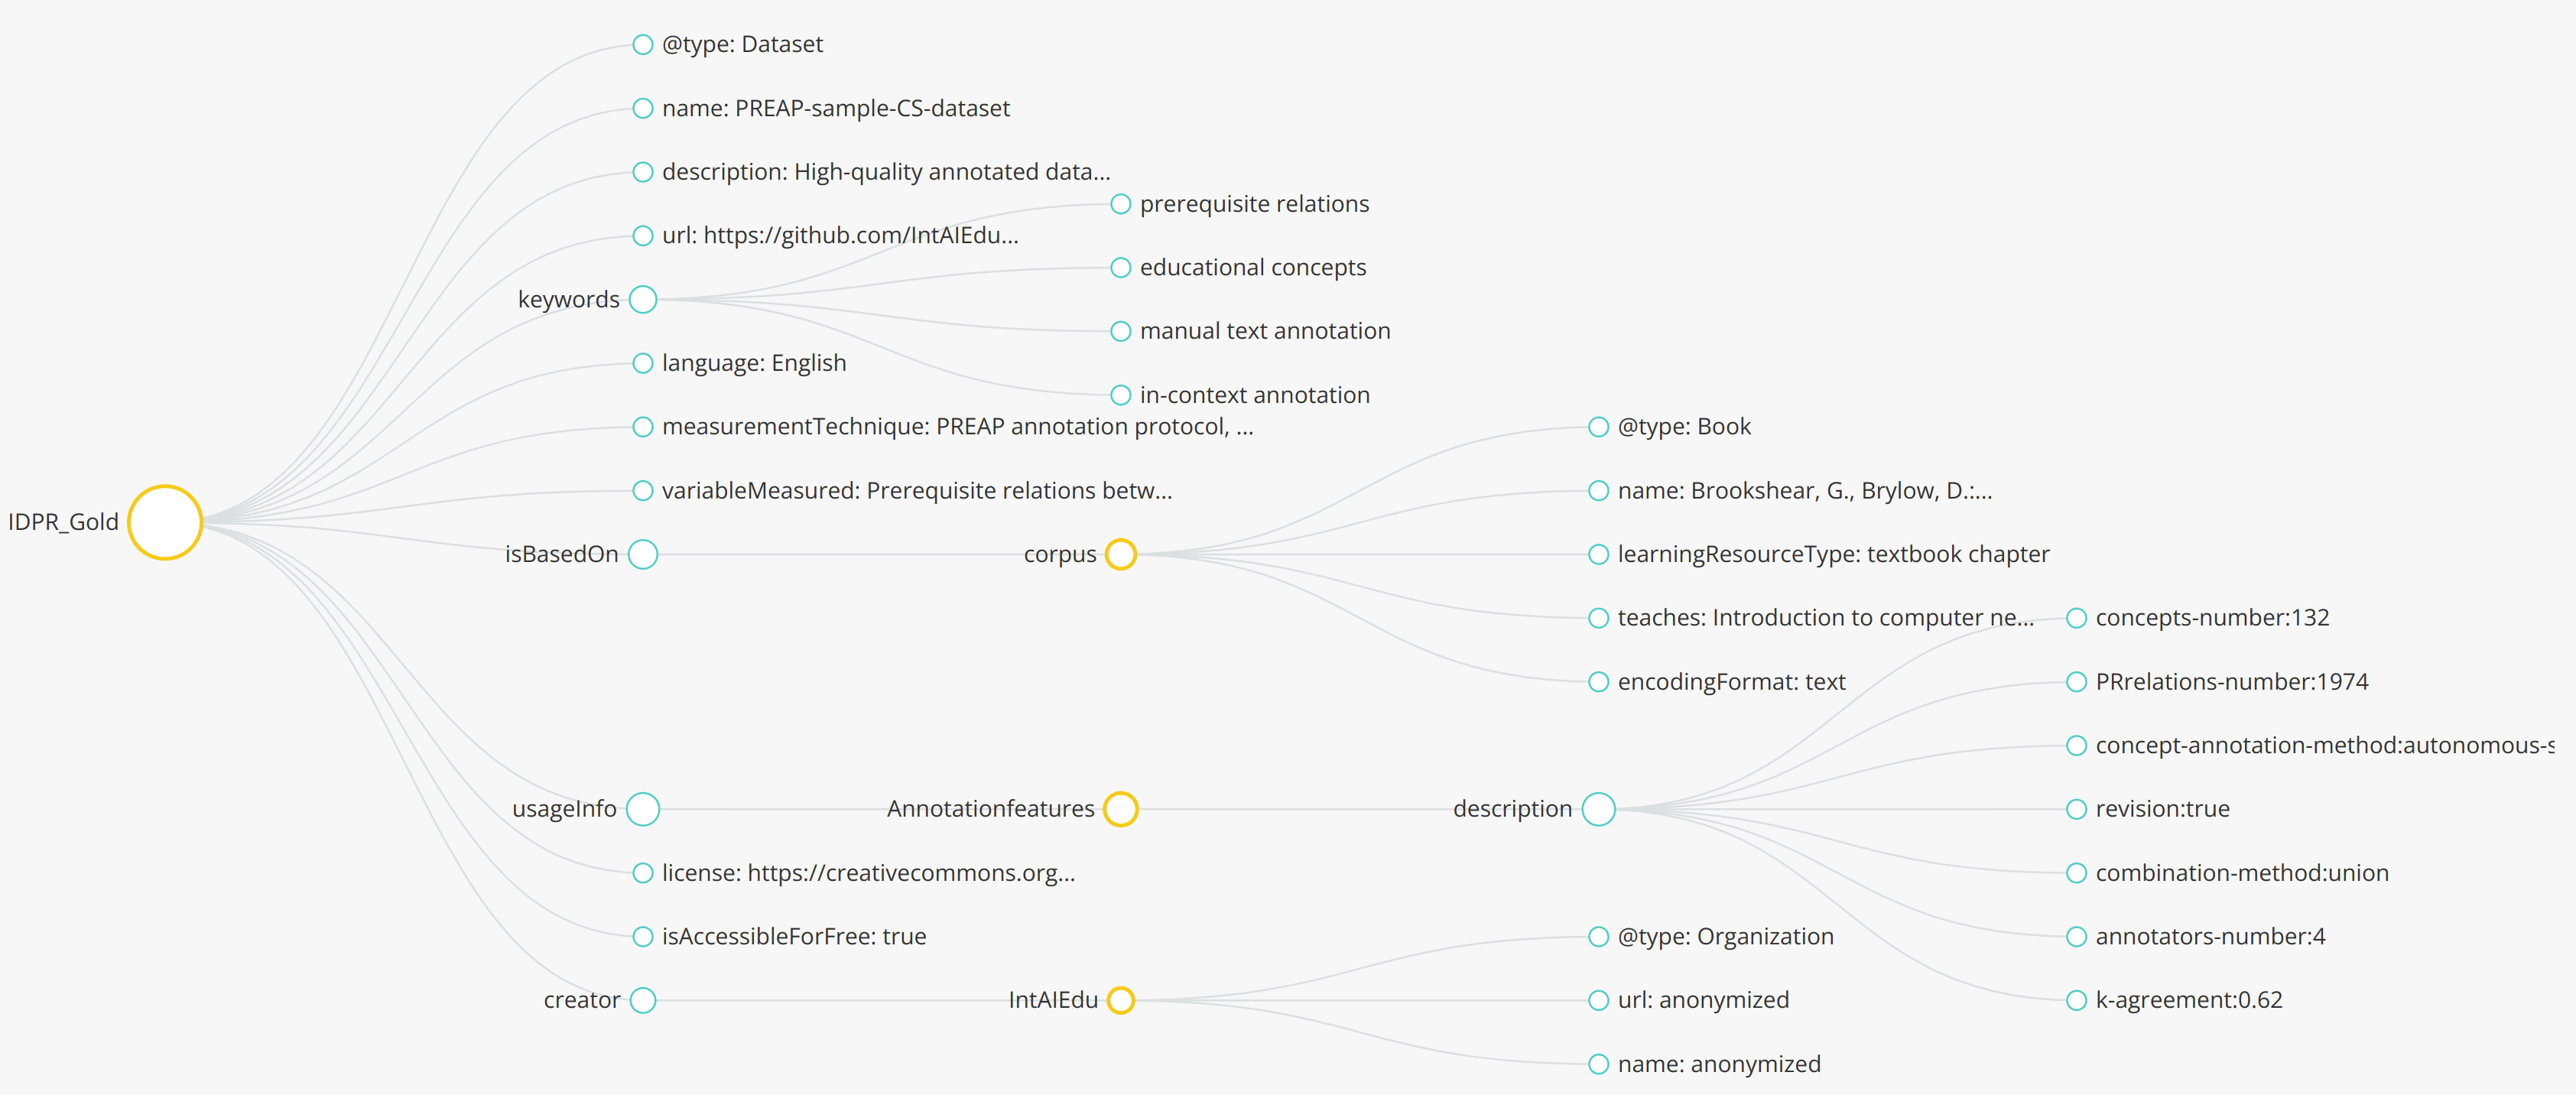 @type: Dataset
name: PREAP-sample-CS-dataset
description: High-quality annotated data...
prerequisite relations
url: https://github.com/IntAIEdu...
educational concepts
keywords
manual text annotation
language: English
in-context annotation
measurementTechnique: PREAP annotation protocol, ...
@type: Book
variableMeasured: Prerequisite relations betw...
name: Brookshear, G., Brylow, D.:...
IDPR_Gold
isBasedOn
corpus
learningResourceType: textbook chapter
teaches: Introduction to computer ne...
concepts-number:132
encodingFormat: text
PRrelations-number:1974
concept-annotation-method:autonomous-s
usageInfo
Annotationfeatures
description
revision:true
license: https://creativecommons.org...
combination-method:union
isAccessibleForFree: true
@type: Organization
annotators-number:4
creator
IntAIEdu
url: anonymized
k-agreement:0.62
name: anonymized